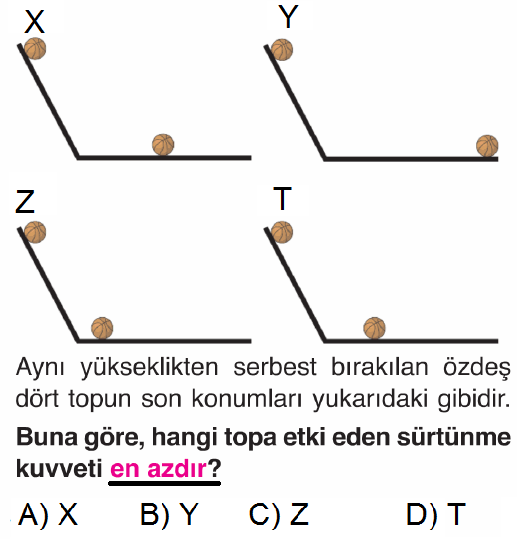 X Y
Z T
Aynı yükseklikten serbest bırakılan özdeş
dört topun son konumları yukarıdaki gibidir.
Buna göre, hangi topa etki eden sürtünme
kuvveti en azdır?
A) X B) Y C) Z D) T